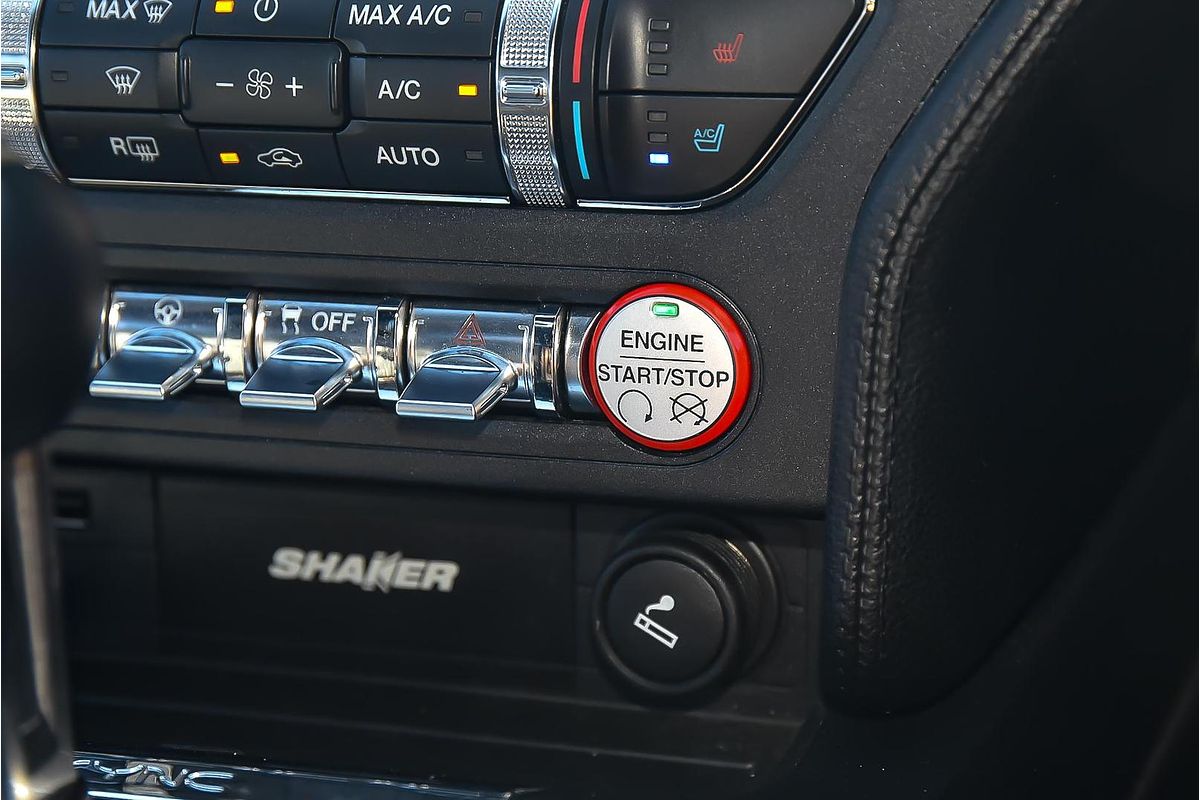 MAX
MAX A/C
- +
A/C
A/C
R
AUTO
OFF
ENGINE
START/STOP
SHAKER
SYNC